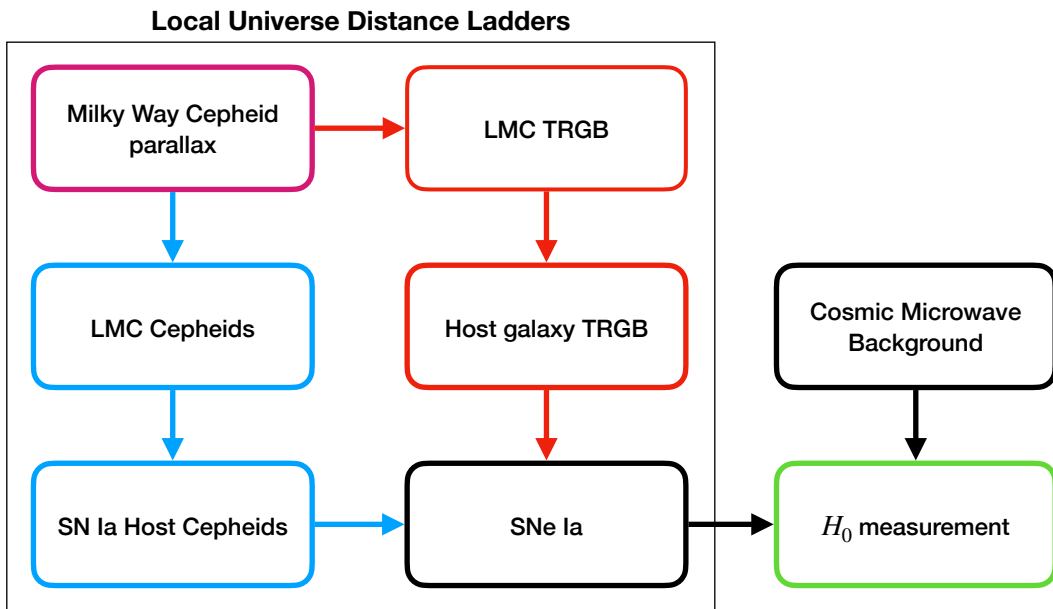 Local Universe Distance Ladders
Milky Way Cepheid
parallax
LMC TRGB
LMC Cepheids
Host galaxy TRGB
Cosmic Microwave
Background
SN Ia Host Cepheids
SNe Ia
H₀ measurement